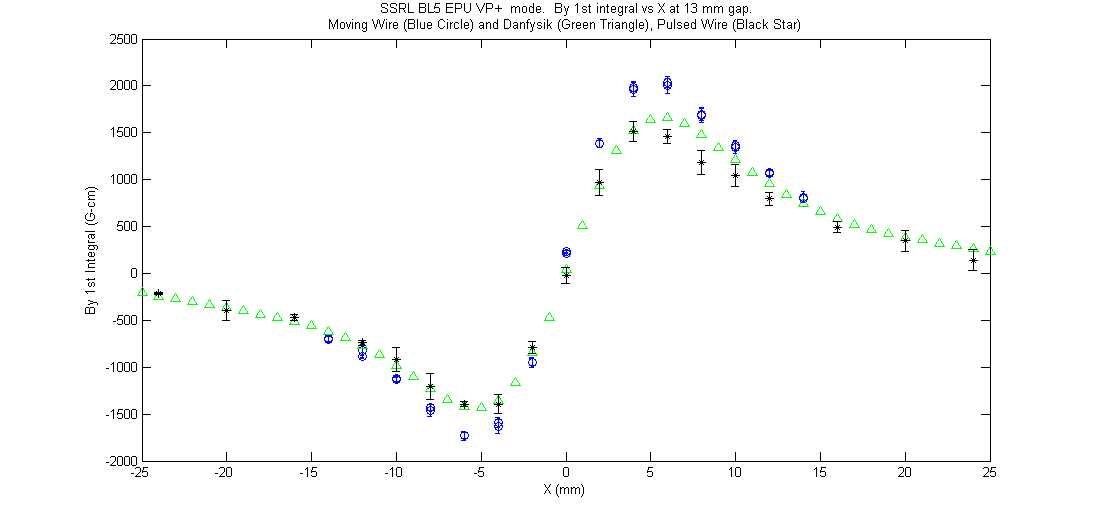 SSRL BL5 EPU VP+ mode. By 1st integral vs X at 13 mm gap.
Moving Wire (Blue Circle) and Danfysik (Green Triangle), Pulsed Wire (Black Star)
2500
2000
1500
1000
500
0
-500
-1000
-1500
-2000
By 1st Integral (G-cm)
-25 -20 -15 -10 -5 0 5 10 15 20 25
X (mm)